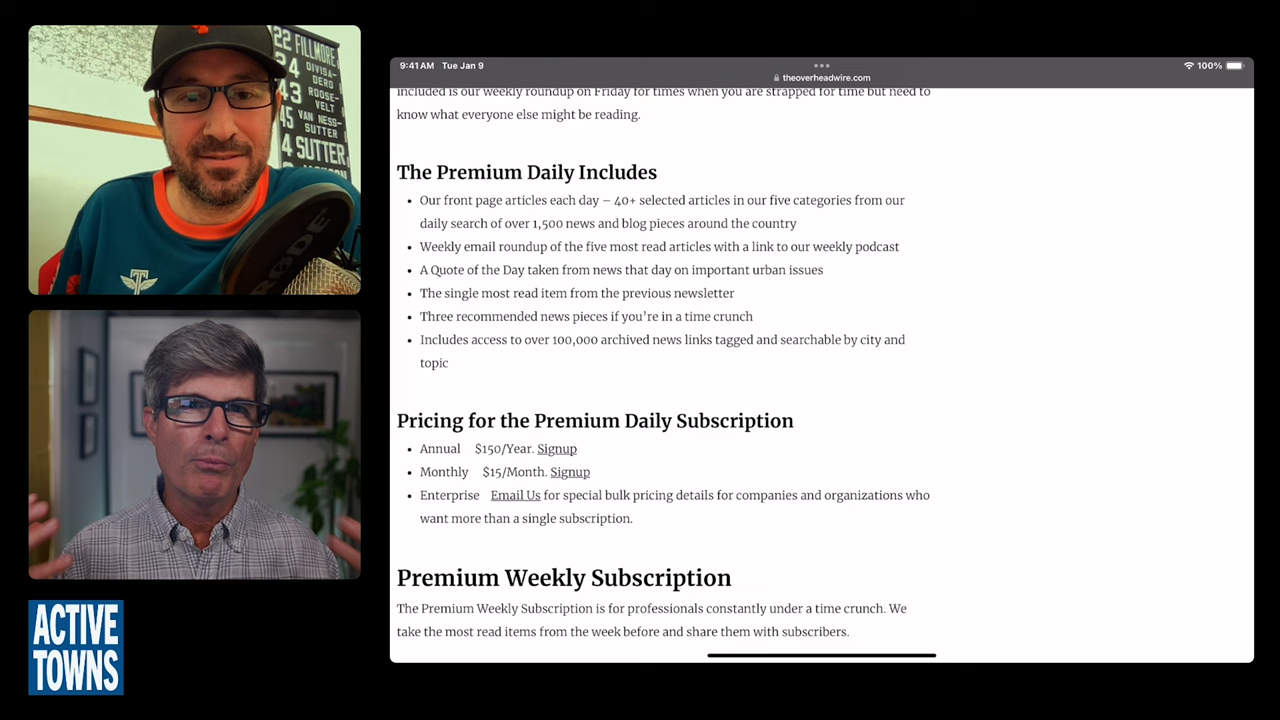 22 FILLMORE
24 DIVISA-
DERO
43 ROOSE-
VELT
45 VAN NESS-
SUTTER
4 SUTTER
RØDE
ACTIVE
TOWNS
9:41 AM Tue Jan 9
theoverheadwire.com
100%
included is our weekly roundup on Friday for times when you are strapped for time but need to
know what everyone else might be reading.
The Premium Daily Includes
• Our front page articles each day – 40+ selected articles in our five categories from our
daily search of over 1,500 news and blog pieces around the country
• Weekly email roundup of the five most read articles with a link to our weekly podcast
• A Quote of the Day taken from news that day on important urban issues
• The single most read item from the previous newsletter
• Three recommended news pieces if you're in a time crunch
• Includes access to over 100,000 archived news links tagged and searchable by city and
topic
Pricing for the Premium Daily Subscription
• Annual $150/Year. Signup
• Monthly $15/Month. Signup
• Enterprise Email Us for special bulk pricing details for companies and organizations who
want more than a single subscription.
Premium Weekly Subscription
The Premium Weekly Subscription is for professionals constantly under a time crunch. We
take the most read items from the week before and share them with subscribers.